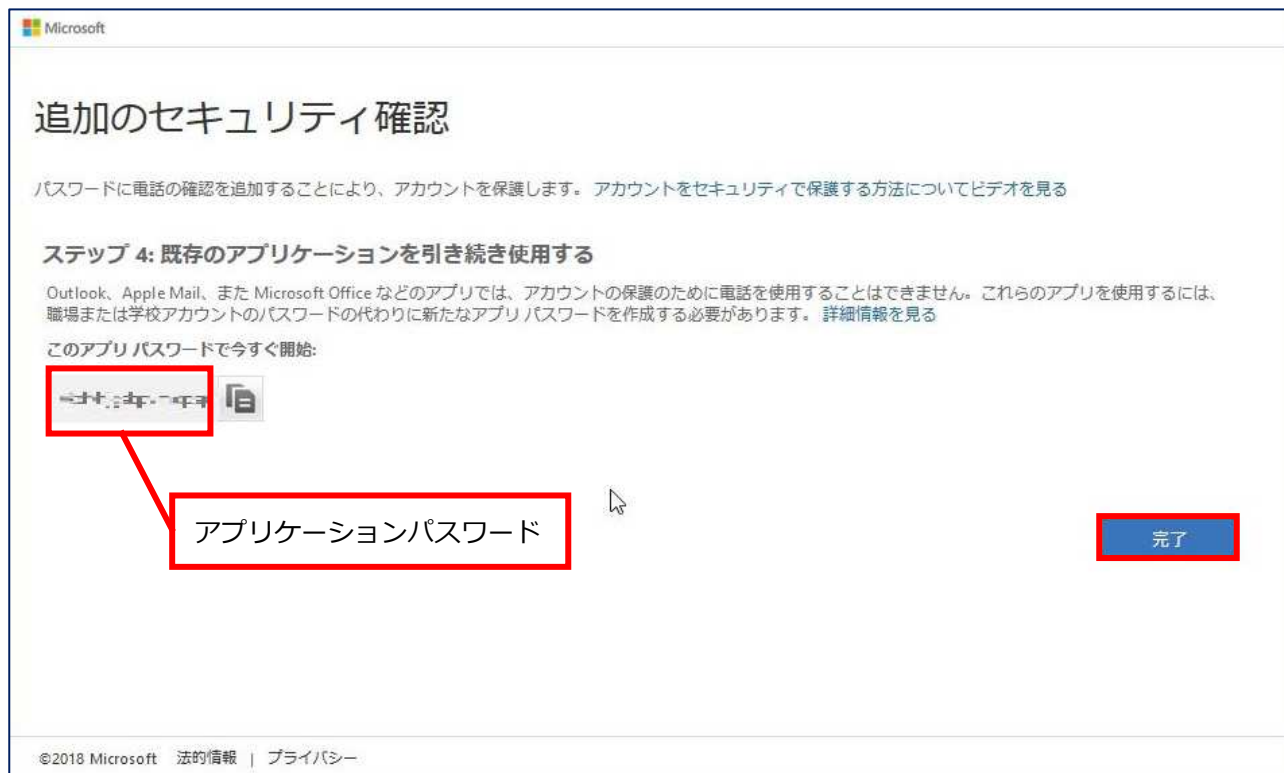 Microsoft
追加のセキュリティ確認
パスワードに電話の確認を追加することにより、アカウントを保護します。 アカウントをセキュリティで保護する方法についてビデオを見る
ステップ 4: 既存のアプリケーションを引き続き使用する
Outlook、Apple Mail、また Microsoft Office などのアプリでは、アカウントの保護のために電話を使用することはできません。これらのアプリを使用するには、
職場または学校アカウントのパスワードの代わりに新たなアプリ パスワードを作成する必要があります。 詳細情報を見る
このアプリ パスワードで今すぐ開始:
アプリケーションパスワード
完了
©2018 Microsoft 法的情報 | プライバシー